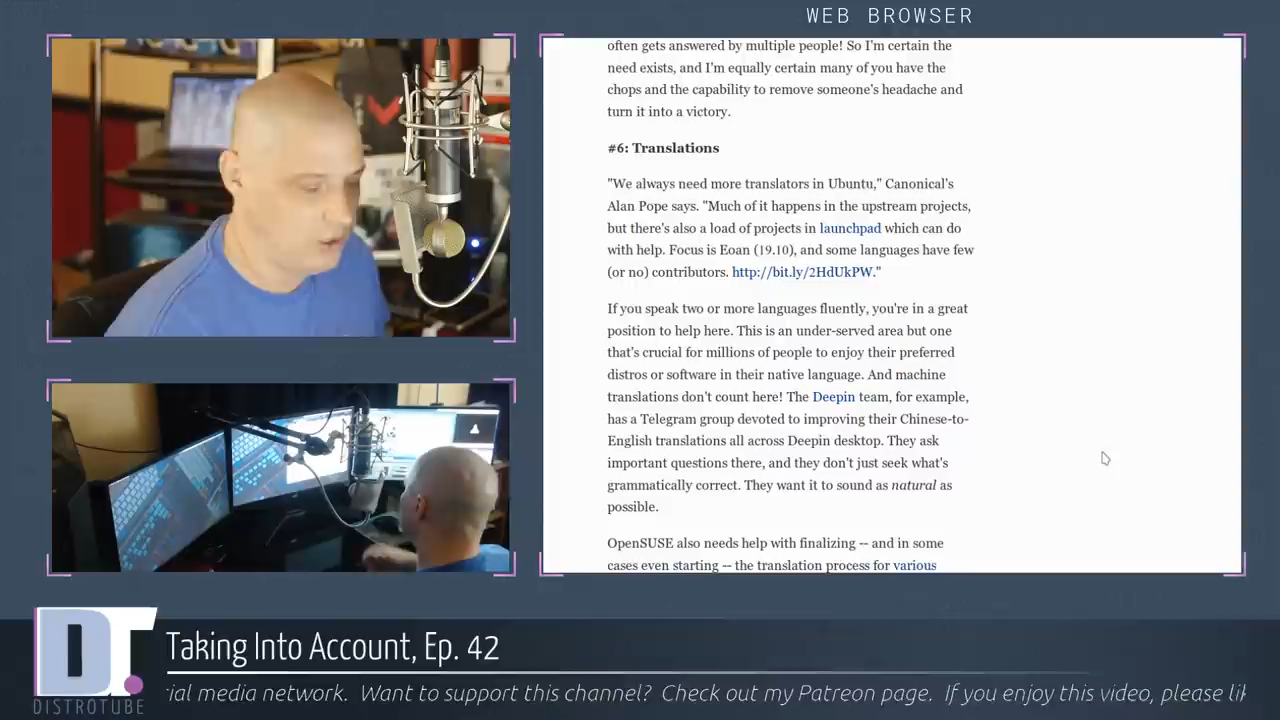 WEB BROWSER
often gets answered by multiple people! So I'm certain the
need exists, and I'm equally certain many of you have the
chops and the capability to remove someone's headache and
turn it into a victory.
#6: Translations
"We always need more translators in Ubuntu," Canonical's
Alan Pope says. "Much of it happens in the upstream projects,
but there's also a load of projects in launchpad which can do
with help. Focus is Eoan (19.10), and some languages have few
(or no) contributors. http://bit.ly/2HdUkPW."
If you speak two or more languages fluently, you're in a great
position to help here. This is an under-served area but one
that's crucial for millions of people to enjoy their preferred
distros or software in their native language. And machine
translations don't count here! The Deepin team, for example,
has a Telegram group devoted to improving their Chinese-to-
English translations all across Deepin desktop. They ask
important questions there, and they don't just seek what's
grammatically correct. They want it to sound as natural as
possible.
OpenSUSE also needs help with finalizing -- and in some
cases even starting -- the translation process for various
DT
DISTROTUBE
Taking Into Account, Ep. 42
ial media network. Want to support this channel? Check out my Patreon page. If you enjoy this video, please lik